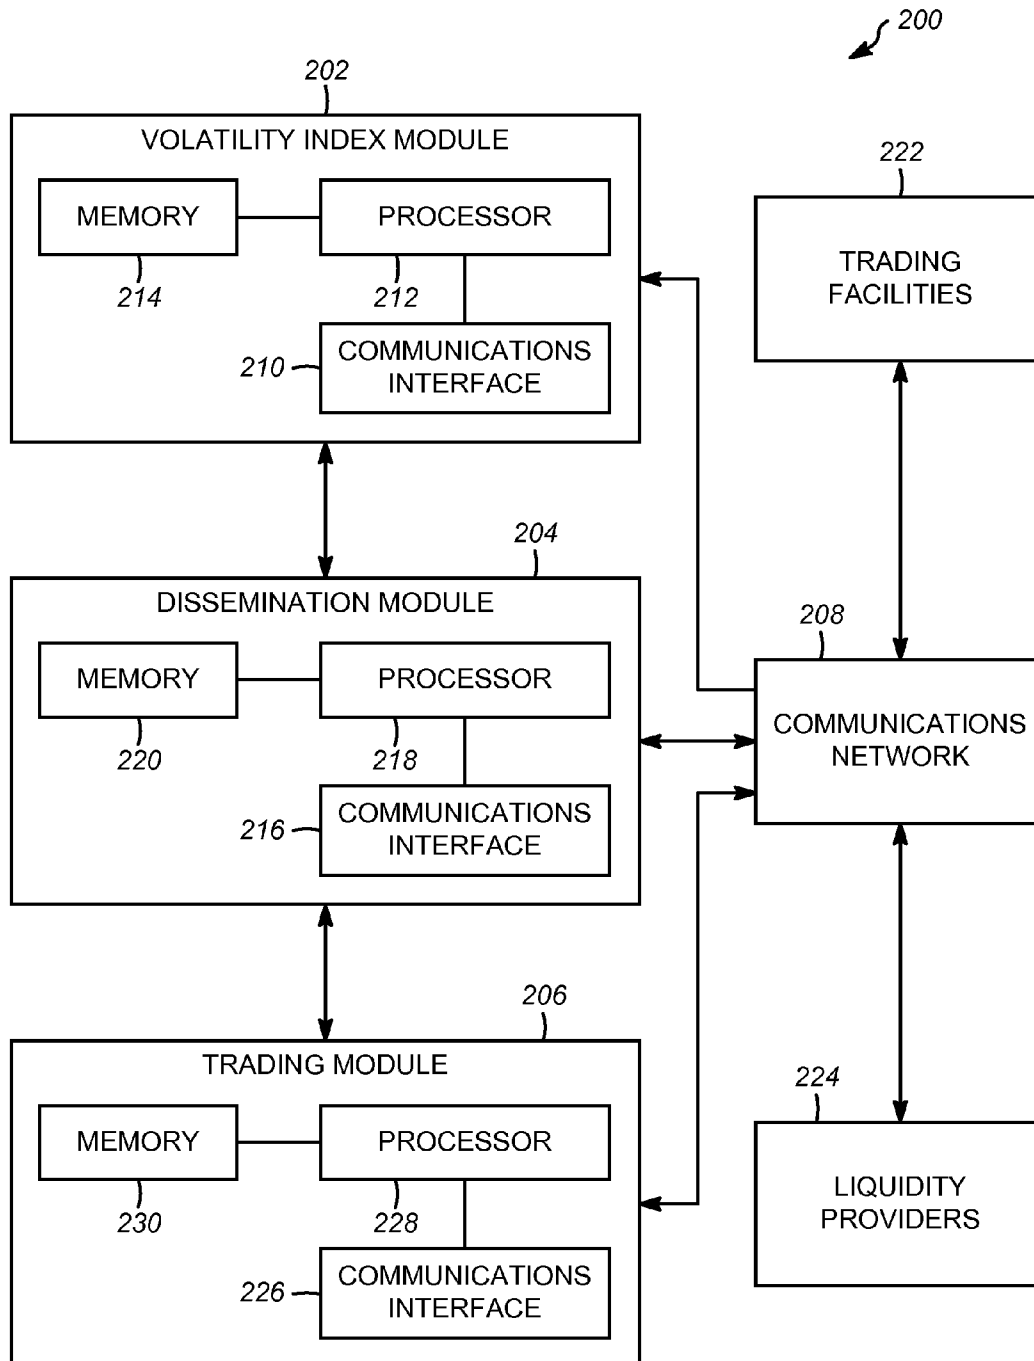 200
202
VOLATILITY INDEX MODULE
MEMORY
PROCESSOR
214
212
210
COMMUNICATIONS
INTERFACE
222
TRADING
FACILITIES
204
DISSEMINATION MODULE
MEMORY
PROCESSOR
220
218
216
COMMUNICATIONS
INTERFACE
208
COMMUNICATIONS
NETWORK
206
TRADING MODULE
MEMORY
PROCESSOR
230
228
226
COMMUNICATIONS
INTERFACE
224
LIQUIDITY
PROVIDERS